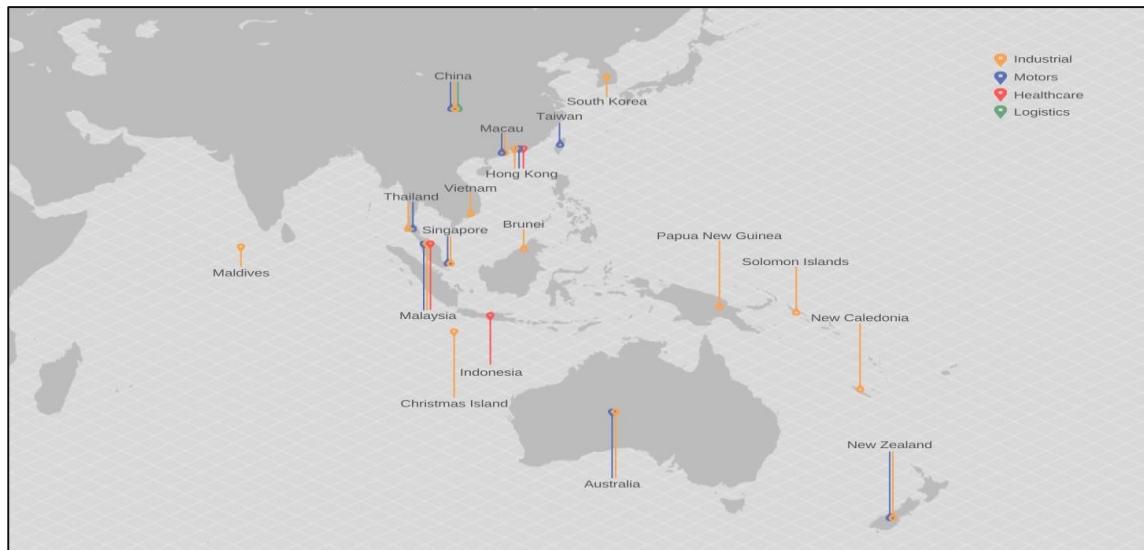 Industrial
Motors
Healthcare
Logistics
China
South Korea
Taiwan
Macau
Hong Kong
Vietnam
Thailand
Singapore
Brunei
Papua New Guinea
Solomon Islands
Maldives
Malaysia
New Caledonia
Indonesia
Christmas Island
New Zealand
Australia